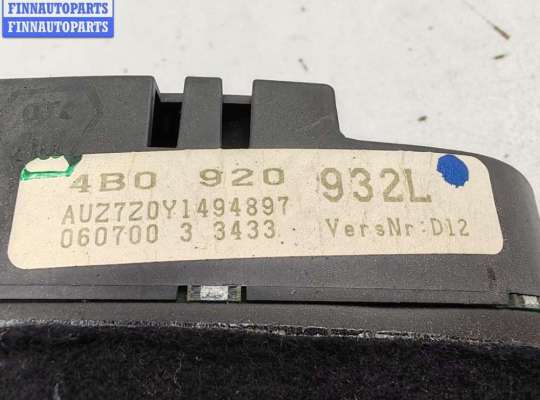 FINNAUTOPARTS
FINNAUTOPARTS
4B0 920 932L
AUZ7Z0Y1494897
060700 3 3433 VersNr:D12